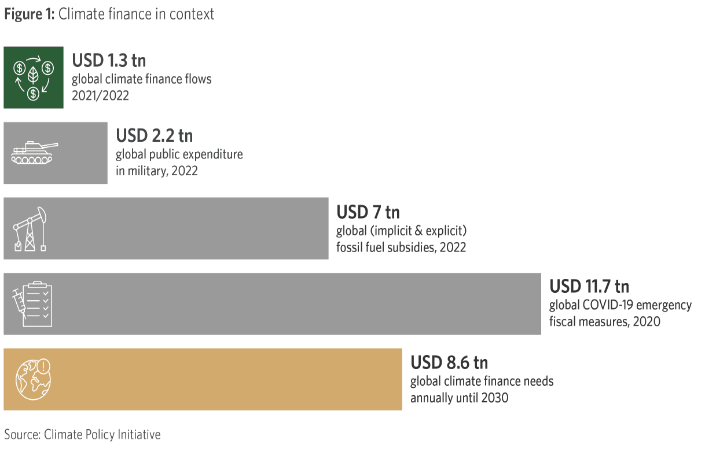 Figure 1: Climate finance in context
USD 1.3 tn
global climate finance flows
2021/2022
USD 2.2 tn
global public expenditure
in military, 2022
USD 7 tn
global (implicit & explicit)
fossil fuel subsidies, 2022
USD 11.7 tn
global COVID-19 emergency
fiscal measures, 2020
USD 8.6 tn
global climate finance needs
annually until 2030
Source: Climate Policy Initiative